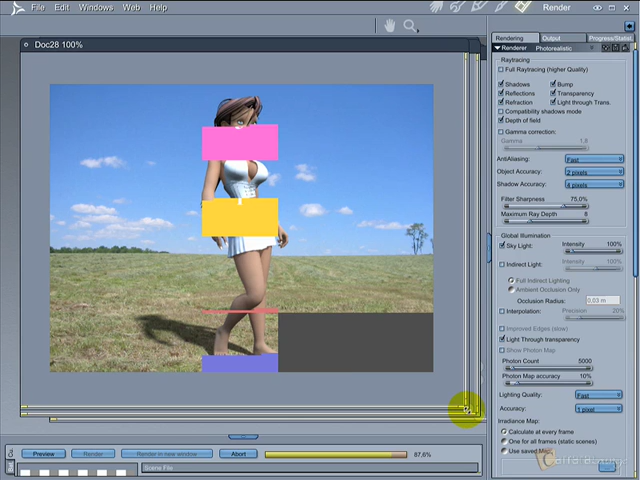 File Edit Windows Web Help
Render
Doc28 100%
Rendering Output Progress/Statist.
Renderer Photorealistic
Raytracing
Full Raytracing (higher Quality)
Shadows Bump
Reflections Transparency
Refraction Light through Trans.
Compatibility shadows mode
Depth of field
Gamma correction:
Gamma 1,8
AntiAliasing: Fast
Object Accuracy: 2 pixels
Shadow Accuracy: 4 pixels
Filter Sharpness 75,0%
Maximum Ray Depth 8
Global Illumination
Sky Light: Intensity 100%
Indirect Light: Intensity 100%
Full Indirect Lighting
Ambient Occlusion Only
Occlusion Radius: 0,03 m
Interpolation: Precision 20%
Improved Edges (slow)
Light Through transparency
Show Photon Map
Photon Count 5000
Photon Map accuracy 10%
Lighting Quality: Fast
Accuracy: 1 pixel
Irradiance Map:
Calculate at every frame
One for all frames (static scenes)
Use saved Map:
Preview Render Render in new window Abort 87,6%
Scene File